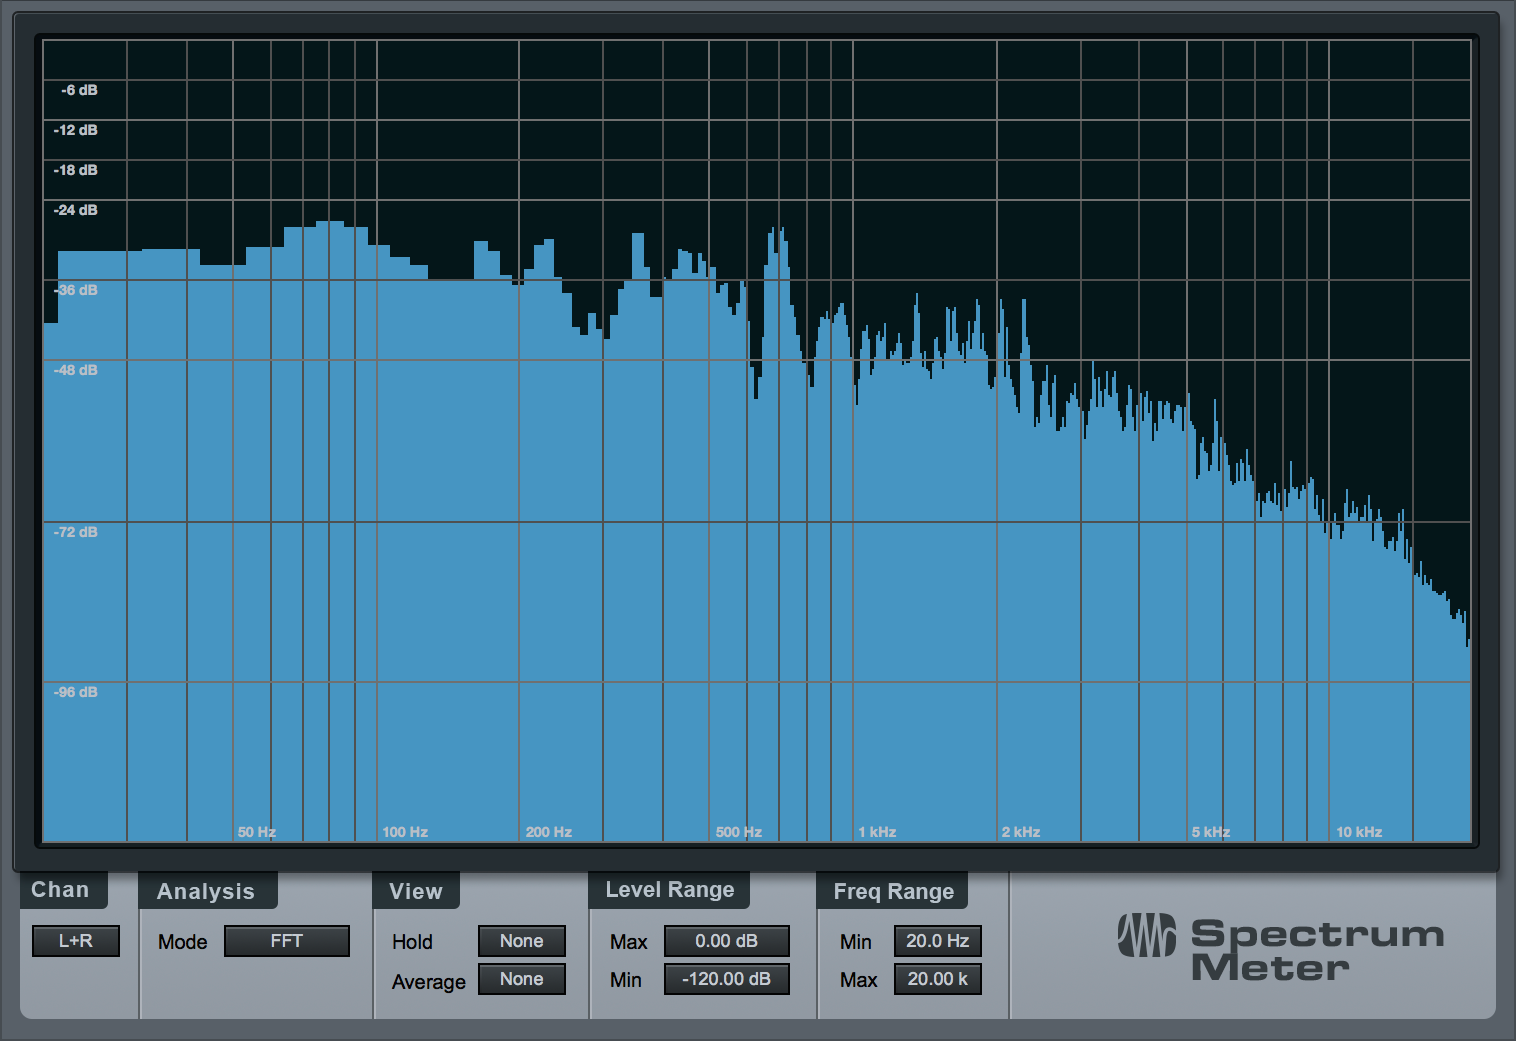 -6 dB
-12 dB
-18 dB
-24 dB
-36 dB
-48 dB
-72 dB
-96 dB
50 Hz 100 Hz 200 Hz 500 Hz 1 kHz 2 kHz 5 kHz 10 kHz
Chan Analysis View Level Range Freq Range
L+R Mode FFT Hold None Max 0.00 dB Min 20.0 Hz
Average None Min -120.00 dB Max 20.00 k
Spectrum
Meter